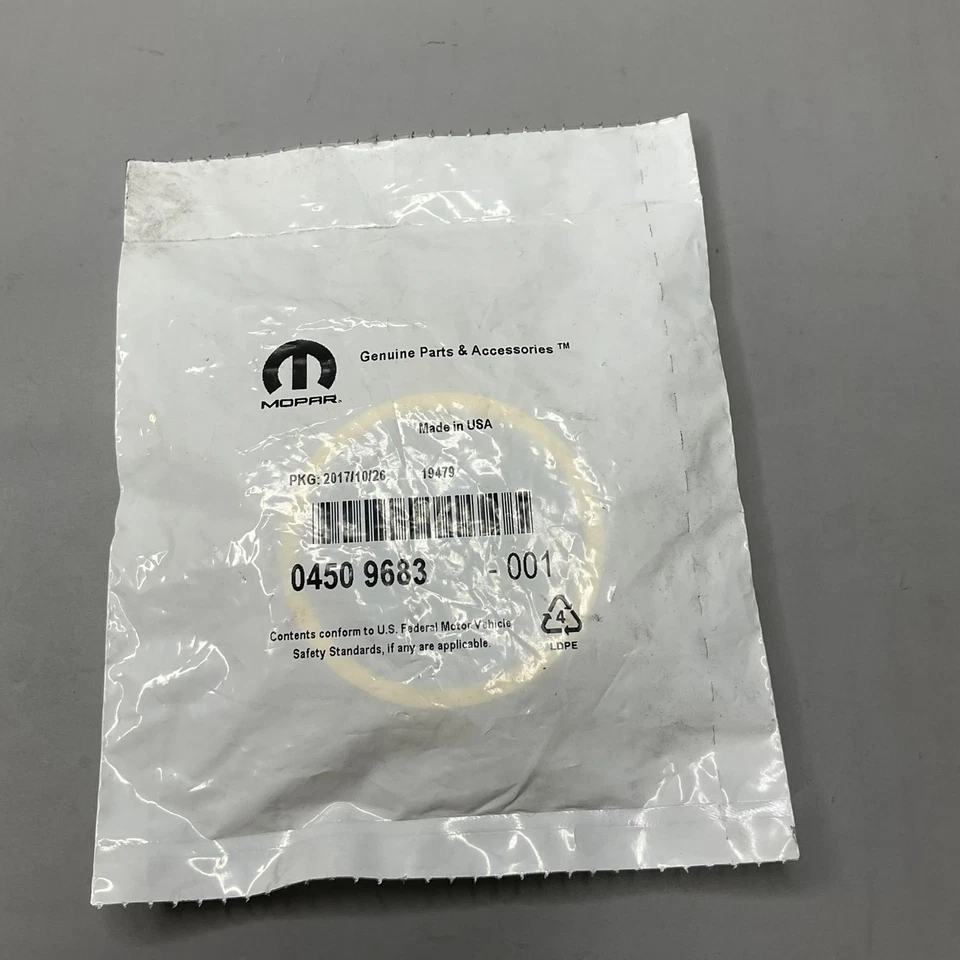 Genuine Parts & Accessories ™
MOPAR®
Made in USA
PKG: 2017/10/26 19479
0450 9683 - 001
Contents conform to U.S. Federal Motor Vehicle
Safety Standards, if any are applicable.
4
LDPE